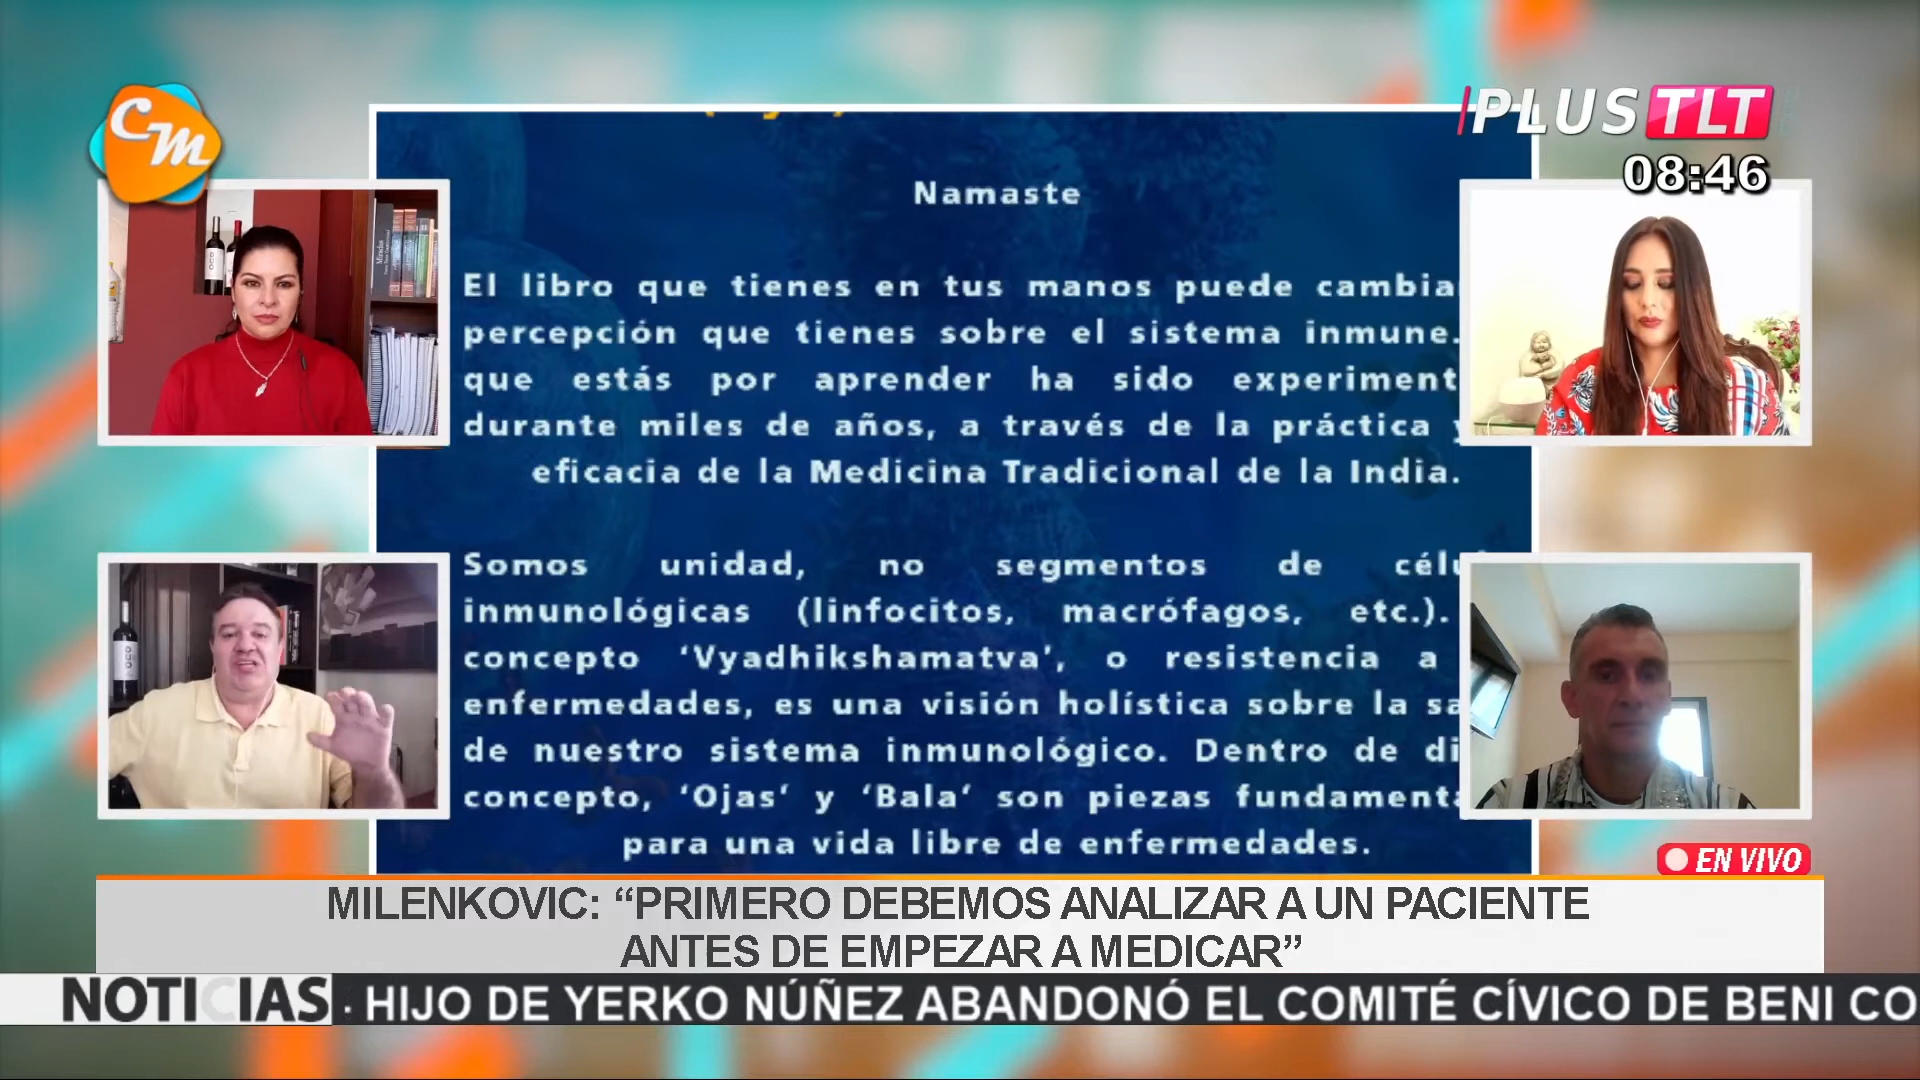 CM
PLUS TLT
08:46
Namaste
El libro que tienes en tus manos puede cambia
percepción que tienes sobre el sistema inmune.
que estás por aprender ha sido experiment
durante miles de años, a través de la práctica y
eficacia de la Medicina Tradicional de la India.
Somos unidad, no segmentos de célu
inmunológicas (linfocitos, macrófagos, etc.).
concepto ‘Vyadhikshamatva’, o resistencia a
enfermedades, es una visión holística sobre la sa
de nuestro sistema inmunológico. Dentro de di
concepto, ‘Ojas‘ y ‘Bala‘ son piezas fundamenta
para una vida libre de enfermedades.
EN VIVO
MILENKOVIC: “PRIMERO DEBEMOS ANALIZAR A UN PACIENTE
ANTES DE EMPEZAR A MEDICAR”
NOTICIAS · HIJO DE YERKO NÚÑEZ ABANDONÓ EL COMITÉ CÍVICO DE BENI CO